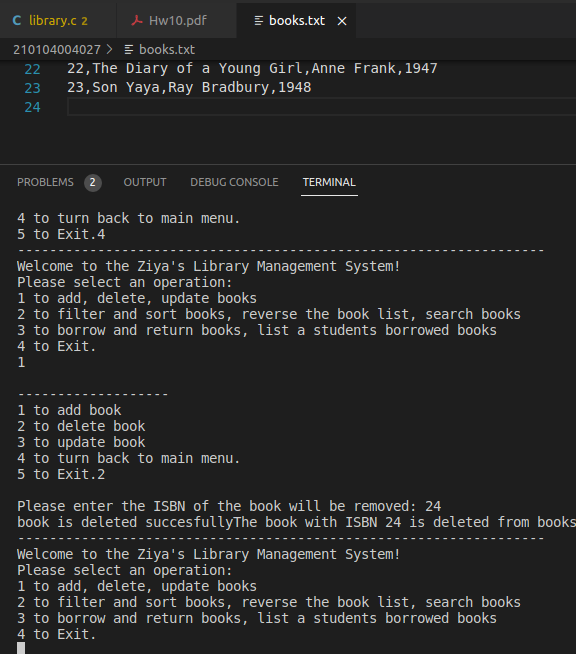 C library.c 2 Hw10.pdf books.txt ×
210104004027 > books.txt
22 22,The Diary of a Young Girl,Anne Frank,1947
23 23,Son Yaya,Ray Bradbury,1948
24
PROBLEMS 2 OUTPUT DEBUG CONSOLE TERMINAL
4 to turn back to main menu.
5 to Exit.4
------------------------------------------------------------------
Welcome to the Ziya's Library Management System!
Please select an operation:
1 to add, delete, update books
2 to filter and sort books, reverse the book list, search books
3 to borrow and return books, list a students borrowed books
4 to Exit.
1
-------------------
1 to add book
2 to delete book
3 to update book
4 to turn back to main menu.
5 to Exit.2
Please enter the ISBN of the book will be removed: 24
book is deleted succesfullyThe book with ISBN 24 is deleted from books
------------------------------------------------------------------
Welcome to the Ziya's Library Management System!
Please select an operation:
1 to add, delete, update books
2 to filter and sort books, reverse the book list, search books
3 to borrow and return books, list a students borrowed books
4 to Exit.